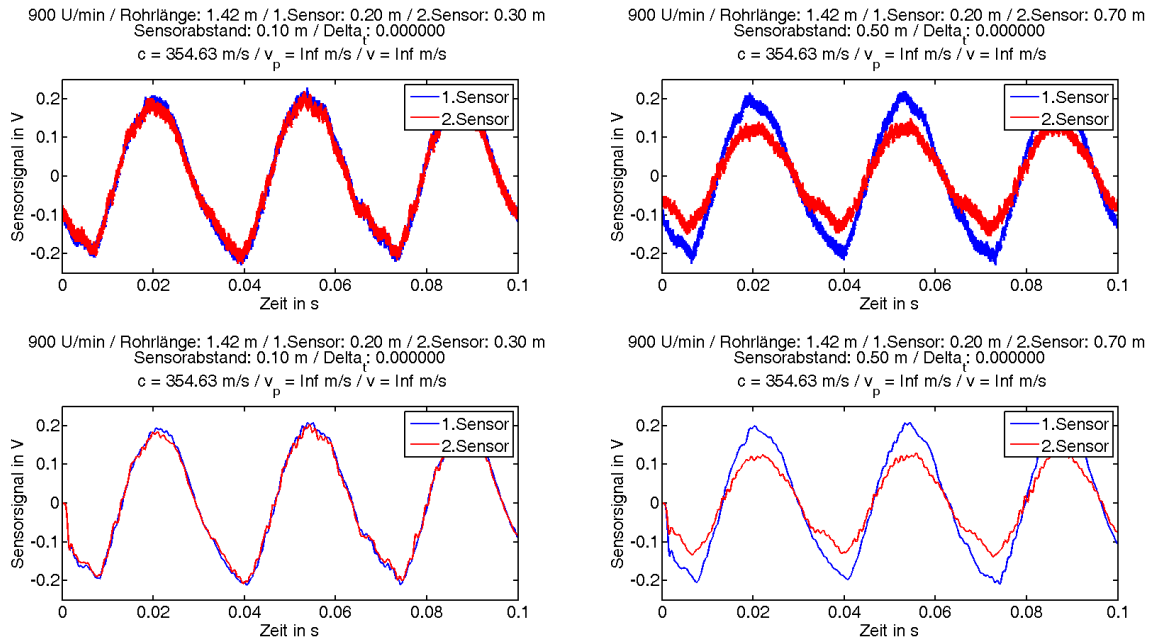 900 U/min / Rohrlänge: 1.42 m / 1.Sensor: 0.20 m / 2.Sensor: 0.30 m
Sensorabstand: 0.10 m / Delta_t: 0.000000
c = 354.63 m/s / v_p = Inf m/s / v = Inf m/s
0.2
0.1
0
-0.1
-0.2
Sensorsignal in V
1.Sensor
2.Sensor
0 0.02 0.04 0.06 0.08 0.1
Zeit in s
900 U/min / Rohrlänge: 1.42 m / 1.Sensor: 0.20 m / 2.Sensor: 0.70 m
Sensorabstand: 0.50 m / Delta_t: 0.000000
c = 354.63 m/s / v_p = Inf m/s / v = Inf m/s
0.2
0.1
0
-0.1
-0.2
Sensorsignal in V
1.Sensor
2.Sensor
0 0.02 0.04 0.06 0.08 0.1
Zeit in s
900 U/min / Rohrlänge: 1.42 m / 1.Sensor: 0.20 m / 2.Sensor: 0.30 m
Sensorabstand: 0.10 m / Delta_t: 0.000000
c = 354.63 m/s / v_p = Inf m/s / v = Inf m/s
0.2
0.1
0
-0.1
-0.2
Sensorsignal in V
1.Sensor
2.Sensor
0 0.02 0.04 0.06 0.08 0.1
Zeit in s
900 U/min / Rohrlänge: 1.42 m / 1.Sensor: 0.20 m / 2.Sensor: 0.70 m
Sensorabstand: 0.50 m / Delta_t: 0.000000
c = 354.63 m/s / v_p = Inf m/s / v = Inf m/s
0.2
0.1
0
-0.1
-0.2
Sensorsignal in V
1.Sensor
2.Sensor
0 0.02 0.04 0.06 0.08 0.1
Zeit in s